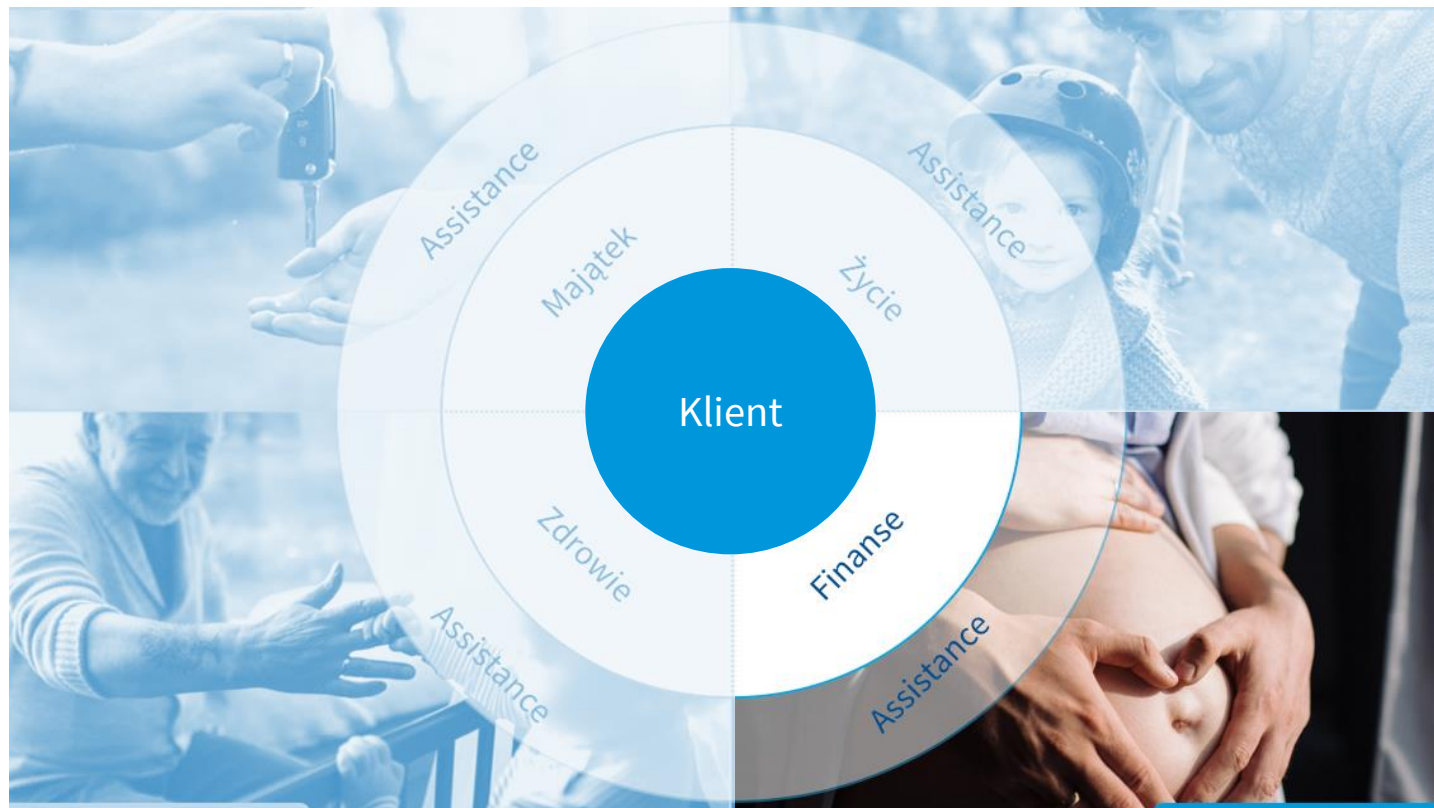 Assistance
Assistance
Majątek
Życie
Klient
Zdrowie
Finanse
Assistance
Assistance